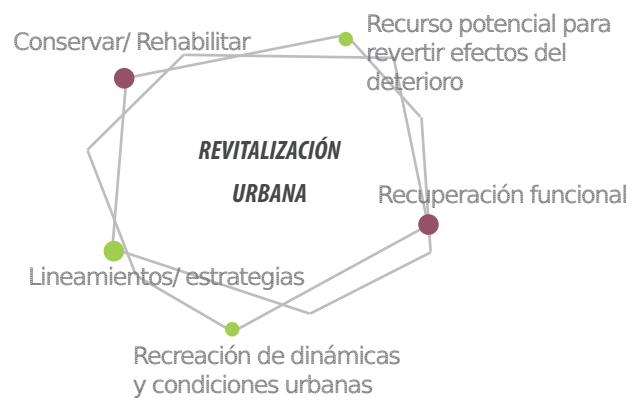 Conservar/ Rehabilitar
Recurso potencial para
revertir efectos del
deterioro
REVITALIZACIÓN
URBANA
Recuperación funcional
Lineamientos/ estrategias
Recreación de dinámicas
y condiciones urbanas